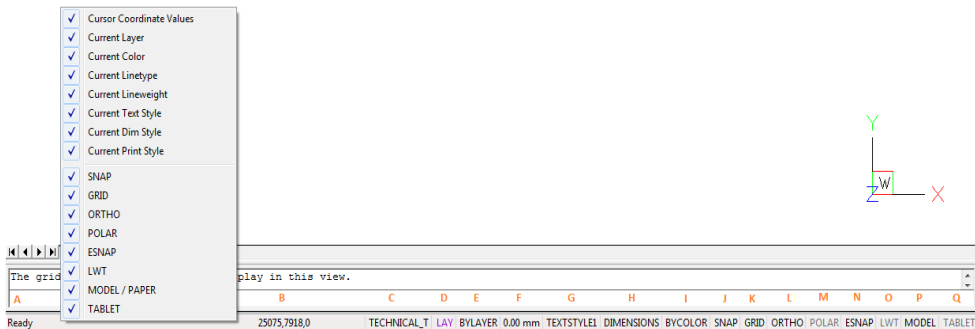 Cursor Coordinate Values
Current Layer
Current Color
Current Linetype
Current Lineweight
Current Text Style
Current Dim Style
Current Print Style
SNAP
GRID
ORTHO
POLAR
ESNAP
LWT
MODEL / PAPER
TABLET
Y
W
Z
X
The grid play in this view.
A B C D E F G H I J K L M N O P Q
Ready 25075,7918,0 TECHNICAL_T LAY BYLAYER 0.00 mm TEXTSTYLE1 DIMENSIONS BYCOLOR SNAP GRID ORTHO POLAR ESNAP LWT MODEL TABLET